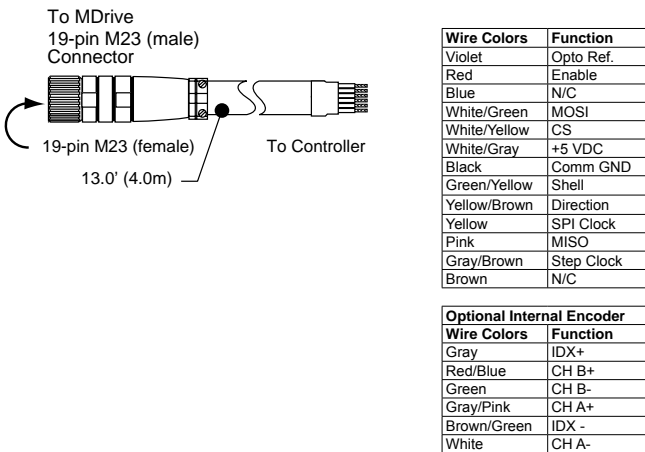 To MDrive
19-pin M23 (male)
Connector
19-pin M23 (female)
To Controller
13.0' (4.0m)
Wire Colors Function
Violet Opto Ref.
Red Enable
Blue N/C
White/Green MOSI
White/Yellow CS
White/Gray +5 VDC
Black Comm GND
Green/Yellow Shell
Yellow/Brown Direction
Yellow SPI Clock
Pink MISO
Gray/Brown Step Clock
Brown N/C
Optional Internal Encoder
Wire Colors Function
Gray IDX+
Red/Blue CH B+
Green CH B-
Gray/Pink CH A+
Brown/Green IDX -
White CH A-